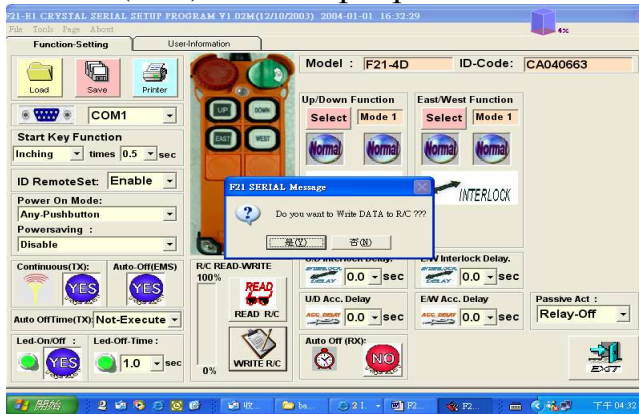 F21-E1 CRYSTAL SERIAL SETUP PROGRAM V1.02M(12/10/2003) 2004-01-01 16:32:29
File Tools Page About
4%
Function-Setting
User-Information
Load
Save
Printer
COM1
Start Key Function
Inching times 0.5 sec
ID RemoteSet: Enable
Power On Mode:
Any-Pushbutton
Powersaving :
Disable
Continuous(TX):
Auto-Off(EMS)
YES
YES
Auto OffTime(TX): Not-Execute
Led-On/Off :
Led-Off-Time :
YES
1.0 sec
UP
DOWN
EAST
WEST
Model : F21-4D
ID-Code: CA040663
Up/Down Function
East/West Function
Select Mode 1
Select Mode 1
Normal
Normal
Normal
Normal
INTERLOCK
F21 SERIAL Message
Do you want to Write DATA to R/C ???
是(Y)
否(N)
R/C READ-WRITE
100%
0%
READ
READ R/C
WRITE R/C
U/D Interlock Delay.
E/W Interlock Delay.
0.0 sec
0.0 sec
U/D Acc. Delay
E/W Acc. Delay
0.0 sec
0.0 sec
Passive Act :
Relay-Off
Auto Off (RX):
NO
EXIT
開始
F2...
F2...
下午 04:32